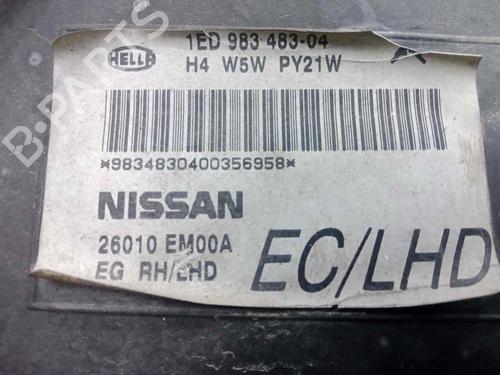 HELLA
1ED 983 483-04
H4 W5W PY21W
*9834830400356958*
NISSAN
26010 EM00A
EG RH/LHD
EC/LHD
B-PARTS